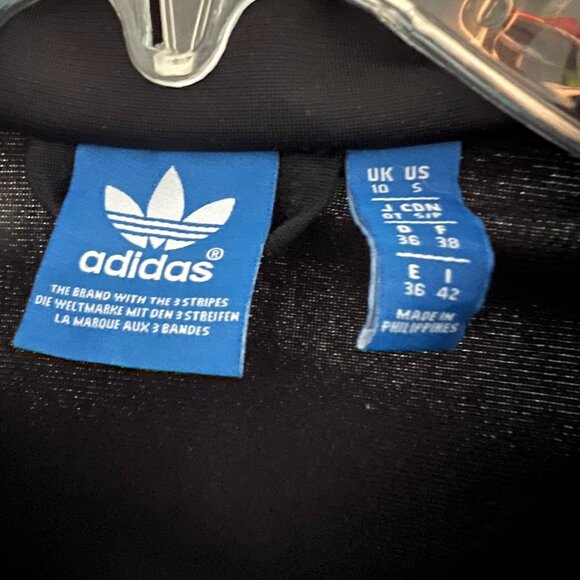 adidas®
THE BRAND WITH THE 3 STRIPES
DIE WELTMARKE MIT DEN 3 STREIFEN
LA MARQUE AUX 3 BANDES
UK US
10 S
J CDN
OT S/P
D F
36 38
E I
36 42
MADE IN
PHILIPPINES